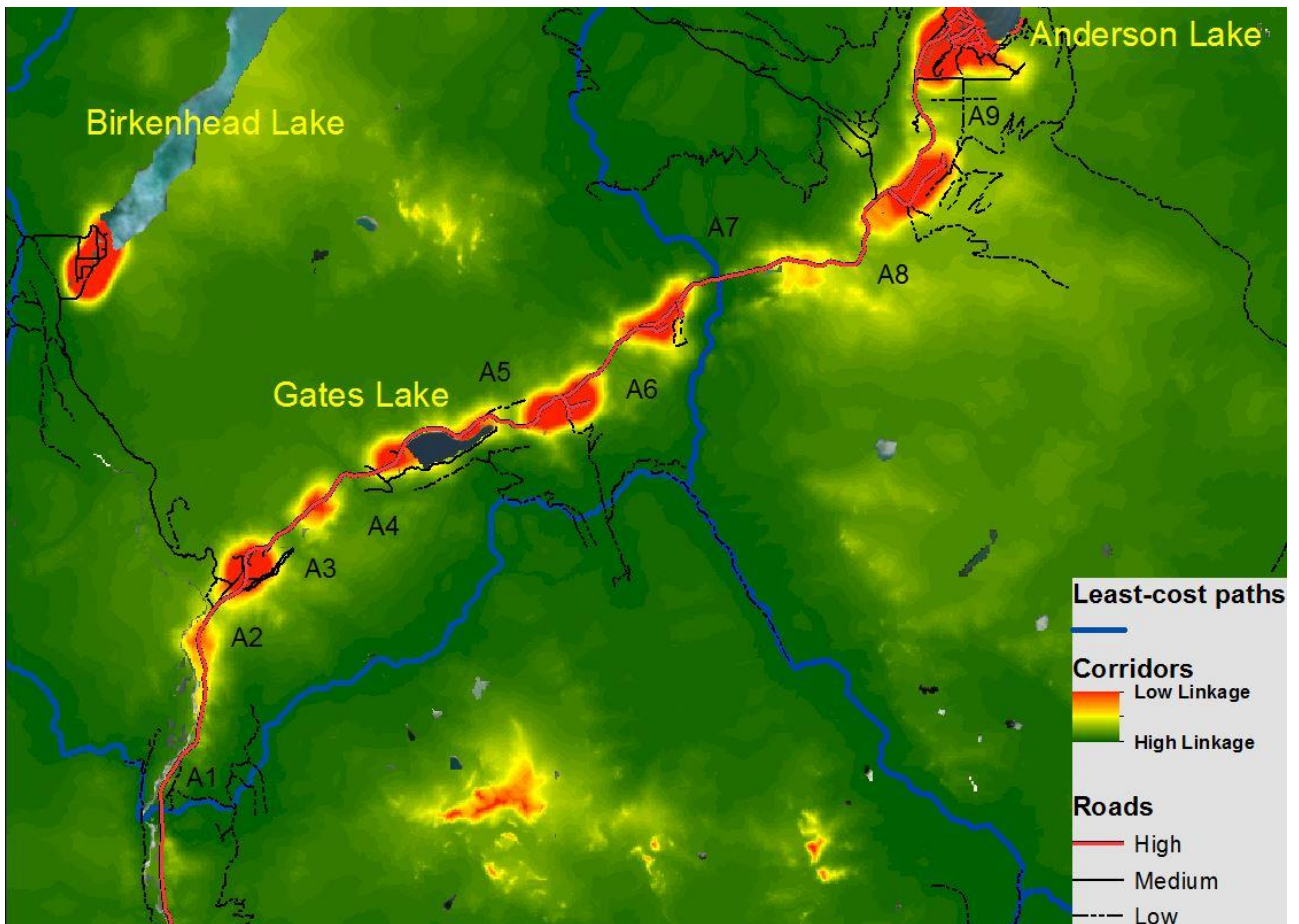 Anderson Lake
Birkenhead Lake
A9
A7
A8
A5
Gates Lake
A6
A4
A3
A2
A1
Least-cost paths
Corridors
Low Linkage
High Linkage
Roads
High
Medium
Low